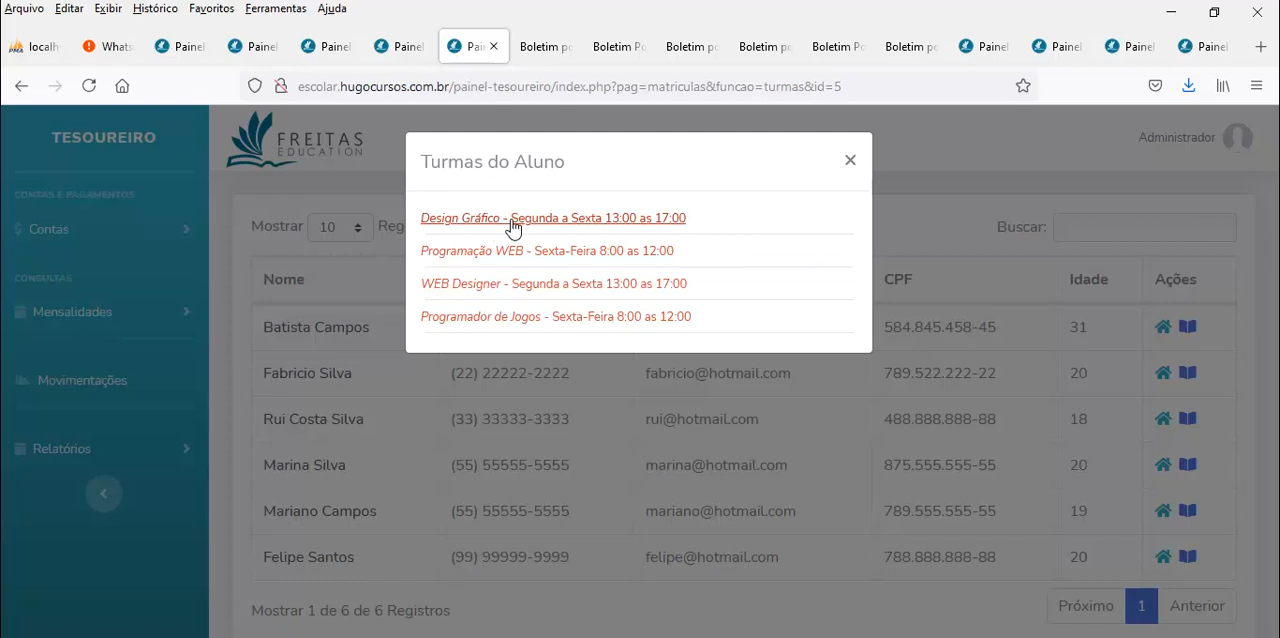 Arquivo Editar Exibir Histórico Favoritos Ferramentas Ajuda
localh Whats Painel Painel Painel Painel Pain Boletim po Boletim Po Boletim po Boletim po Boletim Po Boletim po Painel Painel Painel Painel
escolar.hugocursos.com.br/painel-tesoureiro/index.php?pag=matriculas&funcao=turmas&id=5
TESOUREIRO
FREITAS
EDUCATION
Administrador
Turmas do Aluno
Design Gráfico - Segunda a Sexta 13:00 as 17:00
Programação WEB - Sexta-Feira 8:00 as 12:00
WEB Designer - Segunda a Sexta 13:00 as 17:00
Programador de Jogos - Sexta-Feira 8:00 as 12:00
CONTAS E PAGAMENTOS
Contas
CONSULTAS
Mensalidades
Movimentações
Relatórios
Mostrar 10 Reg Buscar:
Nome CPF Idade Ações
Batista Campos 584.845.458-45 31
Fabricio Silva (22) 22222-2222 fabricio@hotmail.com 789.522.222-22 20
Rui Costa Silva (33) 33333-3333 rui@hotmail.com 488.888.888-88 18
Marina Silva (55) 55555-5555 marina@hotmail.com 875.555.555-55 20
Mariano Campos (55) 55555-5555 mariano@hotmail.com 789.555.555-55 19
Felipe Santos (99) 99999-9999 felipe@hotmail.com 788.888.888-88 20
Mostrar 1 de 6 de 6 Registros
Próximo 1 Anterior